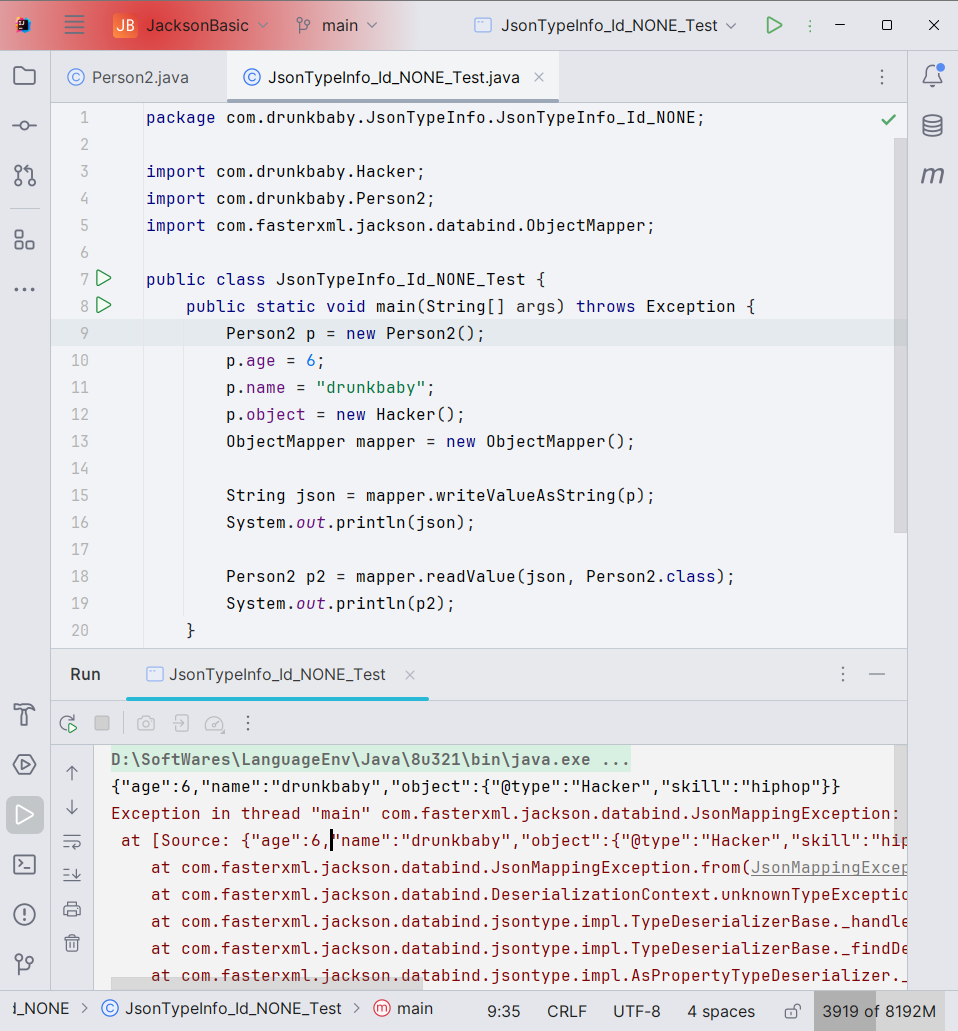 JB JacksonBasic main JsonTypeInfo_Id_NONE_Test
Person2.java JsonTypeInfo_Id_NONE_Test.java
1 package com.drunkbaby.JsonTypeInfo.JsonTypeInfo_Id_NONE;
2
3 import com.drunkbaby.Hacker;
4 import com.drunkbaby.Person2;
5 import com.fasterxml.jackson.databind.ObjectMapper;
6
7 public class JsonTypeInfo_Id_NONE_Test {
8 public static void main(String[] args) throws Exception {
9 Person2 p = new Person2();
10 p.age = 6;
11 p.name = "drunkbaby";
12 p.object = new Hacker();
13 ObjectMapper mapper = new ObjectMapper();
14
15 String json = mapper.writeValueAsString(p);
16 System.out.println(json);
17
18 Person2 p2 = mapper.readValue(json, Person2.class);
19 System.out.println(p2);
20 }
Run JsonTypeInfo_Id_NONE_Test
D:\SoftWares\LanguageEnv\Java\8u321\bin\java.exe ...
{"age":6,"name":"drunkbaby","object":{"@type":"Hacker","skill":"hiphop"}}
Exception in thread "main" com.fasterxml.jackson.databind.JsonMappingException:
at [Source: {"age":6,"name":"drunkbaby","object":{"@type":"Hacker","skill":"hip
at com.fasterxml.jackson.databind.JsonMappingException.from(JsonMappingExcep
at com.fasterxml.jackson.databind.DeserializationContext.unknownTypeExceptio
at com.fasterxml.jackson.databind.jsontype.impl.TypeDeserializerBase._handle
at com.fasterxml.jackson.databind.jsontype.impl.TypeDeserializerBase._findDe
at com.fasterxml.jackson.databind.jsontype.impl.AsPropertyTypeDeserializer._
d_NONE > JsonTypeInfo_Id_NONE_Test > m main 9:35 CRLF UTF-8 4 spaces 3919 of 8192M